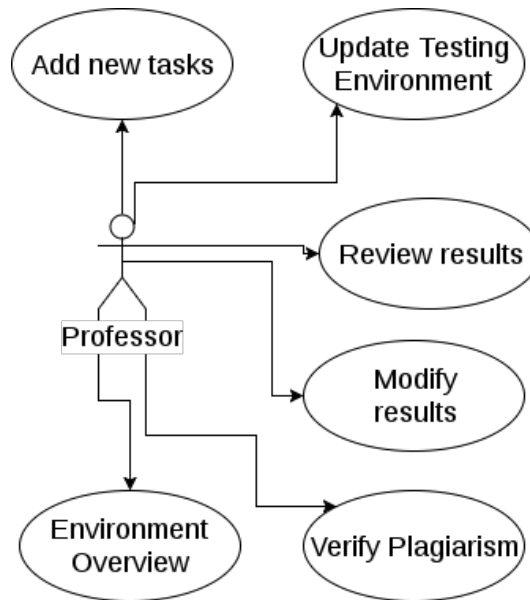 Add new tasks
Update Testing
Environment
Review results
Professor
Modify
results
Environment
Overview
Verify Plagiarism